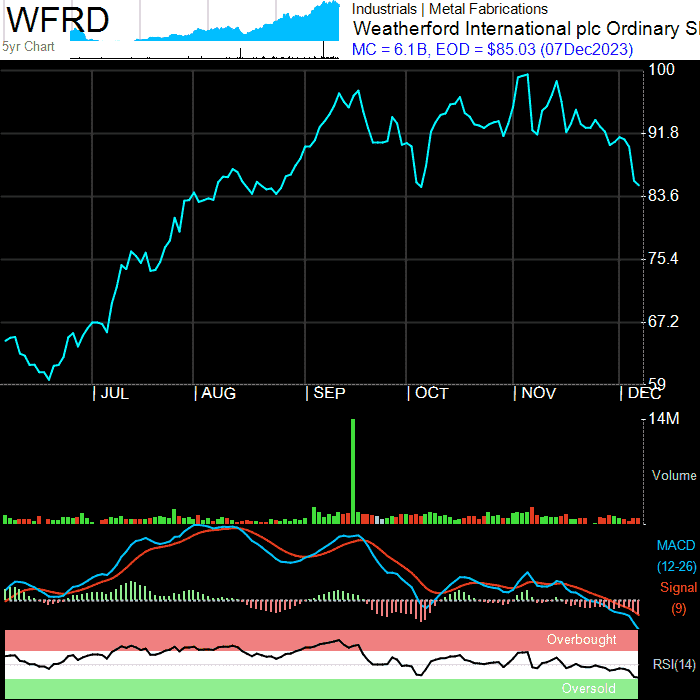 WFRD
5yr Chart
Industrials | Metal Fabrications
Weatherford International plc Ordinary S
MC = 6.1B, EOD = $85.03 (07Dec2023)
100
91.8
83.6
75.4
67.2
59
| JUL | AUG | SEP | OCT | NOV | DEC
14M
Volume
MACD
(12-26)
Signal
(9)
Overbought
RSI(14)
Oversold